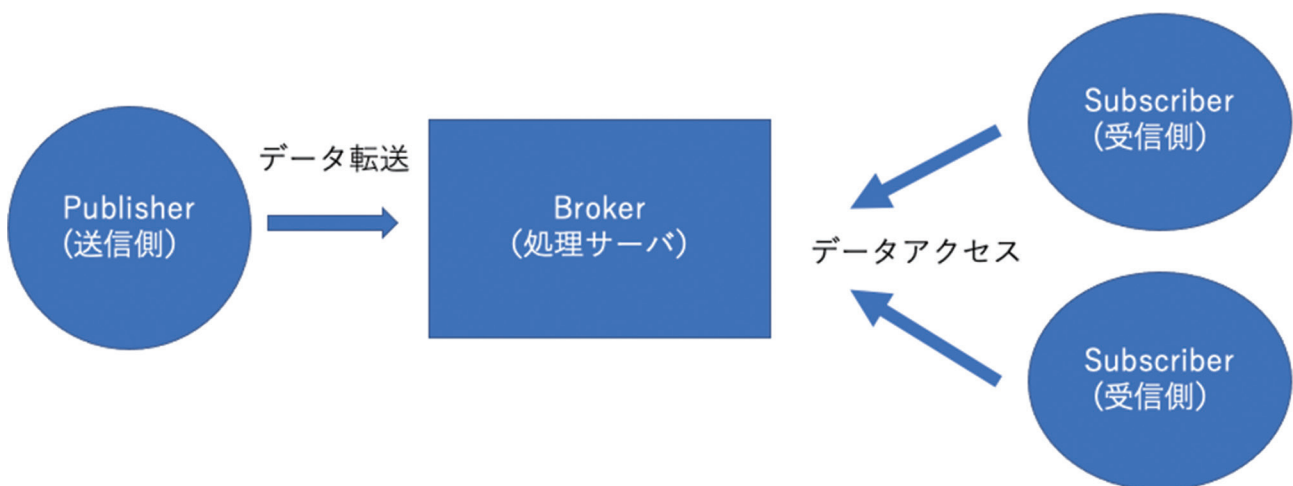 Publisher
(送信側)
データ転送
Broker
(処理サーバ)
データアクセス
Subscriber
(受信側)
Subscriber
(受信側)